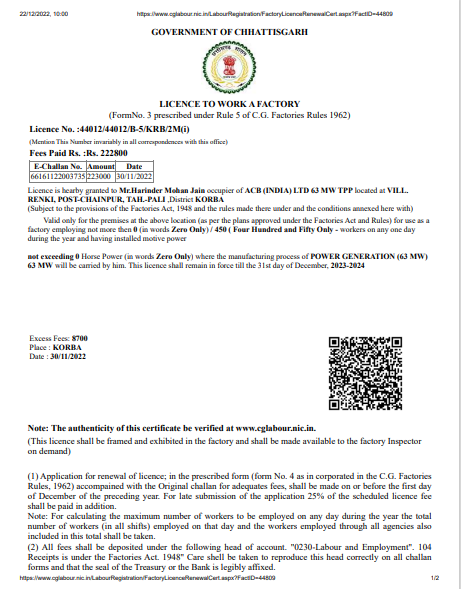 22/12/2022, 10:00 https://www.cglabour.nic.in/LabourRegistration/FactoryLicenceRenewalCert.aspx?FactID=44809
GOVERNMENT OF CHHATTISGARH
LICENCE TO WORK A FACTORY
(FormNo. 3 prescribed under Rule 5 of C.G. Factories Rules 1962)
Licence No. :44012/44012/B-5/KRB/2M(i)
(Mention This Number invariably in all correspondences with this office)
Fees Paid Rs. :Rs. 222800
E-Challan No. Amount Date
66161122003735 223000 30/11/2022
Licence is hearby granted to Mr.Harinder Mohan Jain occupier of ACB (INDIA) LTD 63 MW TPP located at VILL.
RENKI, POST-CHAINPUR, TAH.-PALI ,District KORBA
(Subject to the provisions of the Factories Act, 1948 and the rules made there under and the conditions annexed here with)
Valid only for the premises at the above location (as per the plans approved under the Factories Act and Rules) for use as a
factory employing not more then 0 (in words Zero Only) / 450 ( Four Hundred and Fifty Only - workers on any one day
during the year and having installed motive power
not exceeding 0 Horse Power (in words Zero Only) where the manufacturing process of POWER GENERATION (63 MW)
63 MW will be carried by him. This licence shall remain in force till the 31st day of December, 2023-2024
Excess Fees: 8700
Place : KORBA
Date : 30/11/2022
Note: The authenticity of this certificate be verified at www.cglabour.nic.in.
(This licence shall be framed and exhibited in the factory and shall be made available to the factory Inspector
on demand)
(1) Application for renewal of licence; in the prescribed form (form No. 4 as in corporated in the C.G. Factories
Rules, 1962) accompained with the Original challan for adequates fees, shall be made on or before the first day
of December of the preceding year. For late submission of the application 25% of the scheduled licence fee
shall be paid in addition.
Note: For calculating the maximum number of workers to be employed on any day during the year the total
number of workers (in all shifts) employed on that day and the workers employed through all agencies also
included in this total shall be taken.
(2) All fees shall be deposited under the following head of account. "0230-Labour and Employment". 104
Receipts is under the Factories Act. 1948" Care shell be taken to reproduce this head correctly on all challan
forms and that the seal of the Treasury or the Bank is legibly affixed.
https://www.cglabour.nic.in/LabourRegistration/FactoryLicenceRenewalCert.aspx?FactID=44809 1/2